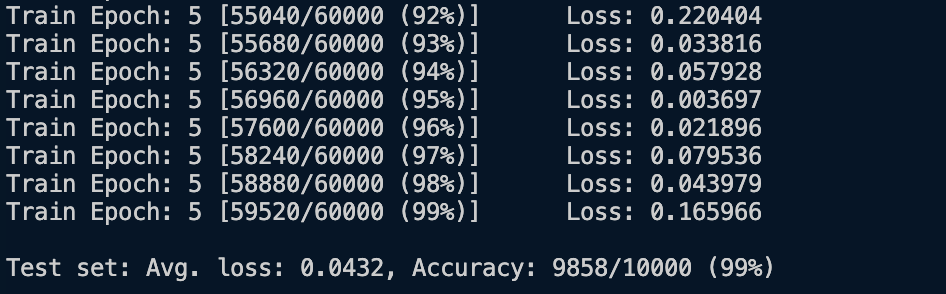 Train Epoch: 5 [55040/60000 (92%)]	Loss: 0.220404
Train Epoch: 5 [55680/60000 (93%)]	Loss: 0.033816
Train Epoch: 5 [56320/60000 (94%)]	Loss: 0.057928
Train Epoch: 5 [56960/60000 (95%)]	Loss: 0.003697
Train Epoch: 5 [57600/60000 (96%)]	Loss: 0.021896
Train Epoch: 5 [58240/60000 (97%)]	Loss: 0.079536
Train Epoch: 5 [58880/60000 (98%)]	Loss: 0.043979
Train Epoch: 5 [59520/60000 (99%)]	Loss: 0.165966
Test set: Avg. loss: 0.0432, Accuracy: 9858/10000 (99%)